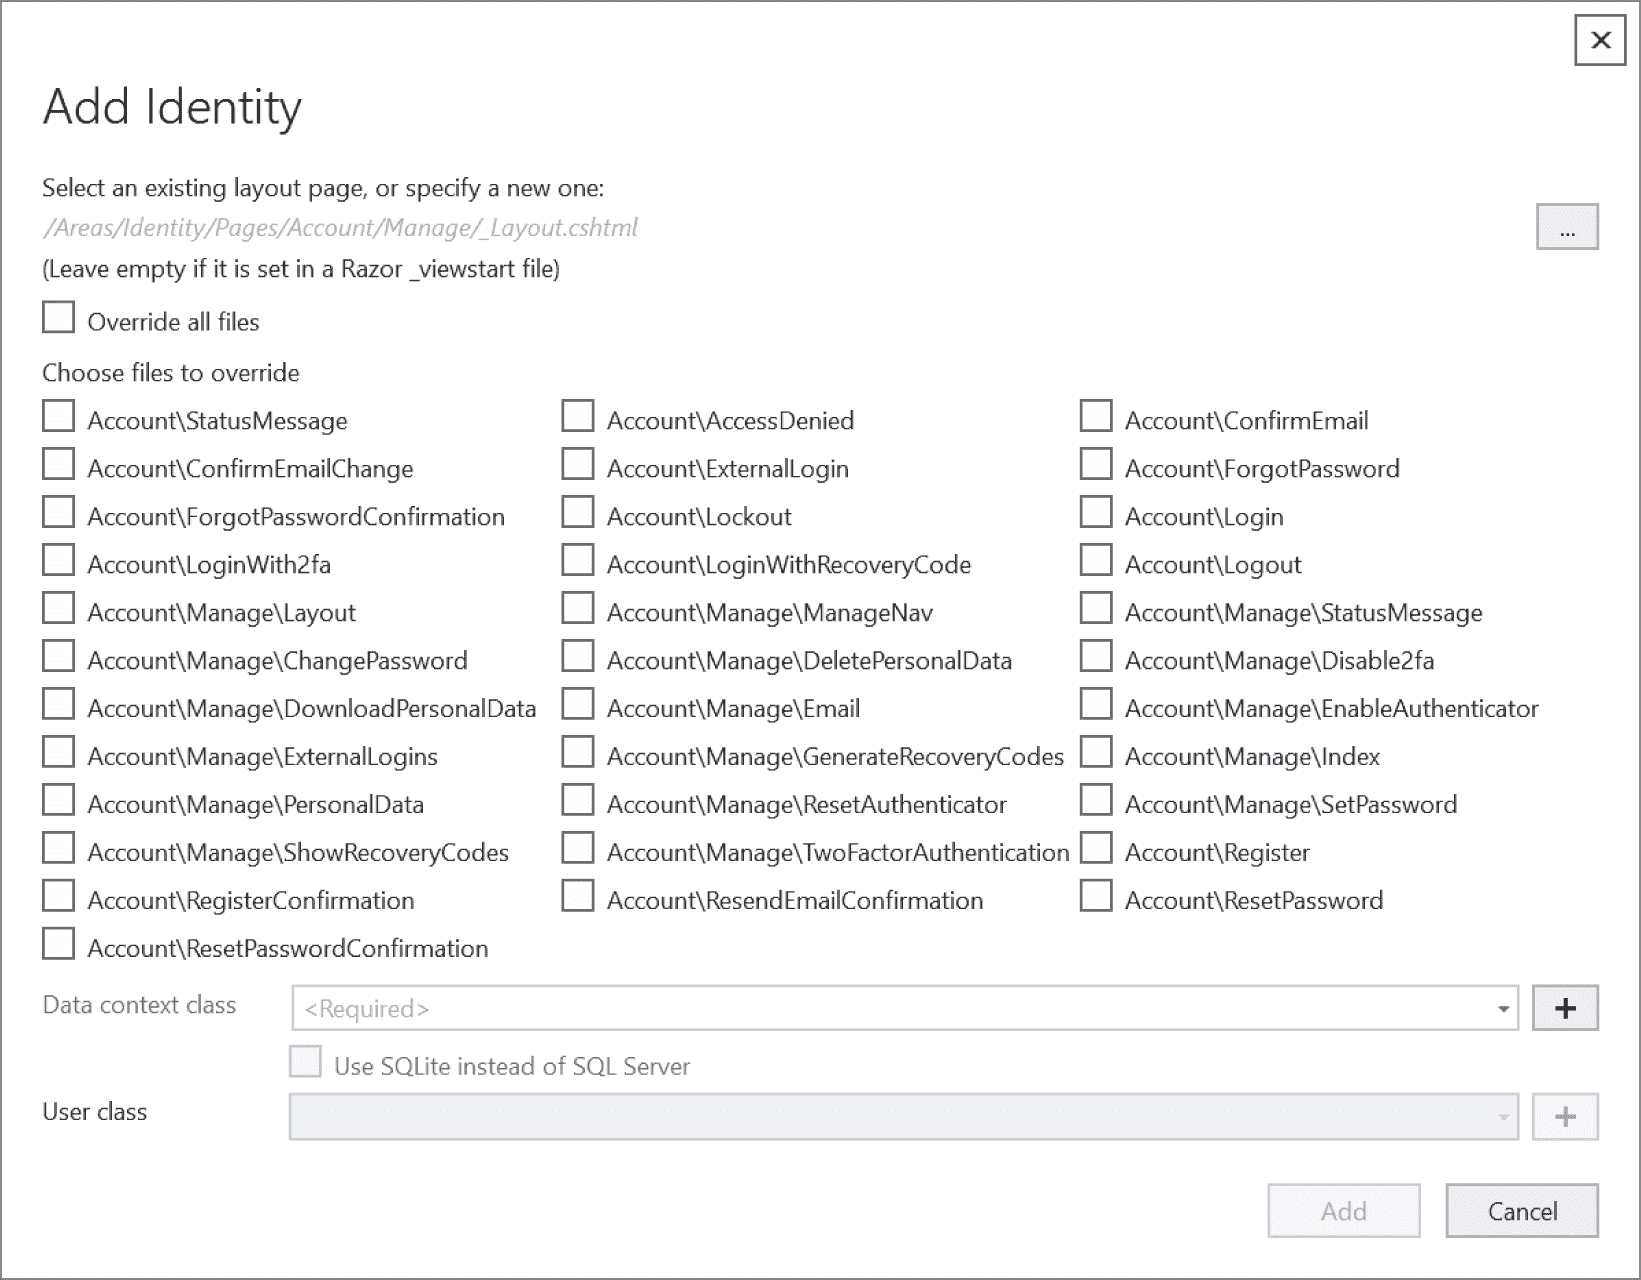 Add Identity
Select an existing layout page, or specify a new one:
/Areas/Identity/Pages/Account/Manage/_Layout.cshtml
...
(Leave empty if it is set in a Razor _viewstart file)
Override all files
Choose files to override
Account\StatusMessage Account\AccessDenied Account\ConfirmEmail
Account\ConfirmEmailChange Account\ExternalLogin Account\ForgotPassword
Account\ForgotPasswordConfirmation Account\Lockout Account\Login
Account\LoginWith2fa Account\LoginWithRecoveryCode Account\Logout
Account\Manage\Layout Account\Manage\ManageNav Account\Manage\StatusMessage
Account\Manage\ChangePassword Account\Manage\DeletePersonalData Account\Manage\Disable2fa
Account\Manage\DownloadPersonalData Account\Manage\Email Account\Manage\EnableAuthenticator
Account\Manage\ExternalLogins Account\Manage\GenerateRecoveryCodes Account\Manage\Index
Account\Manage\PersonalData Account\Manage\ResetAuthenticator Account\Manage\SetPassword
Account\Manage\ShowRecoveryCodes Account\Manage\TwoFactorAuthentication Account\Register
Account\RegisterConfirmation Account\ResendEmailConfirmation Account\ResetPassword
Account\ResetPasswordConfirmation
Data context class <Required> +
Use SQLite instead of SQL Server
User class +
Add Cancel